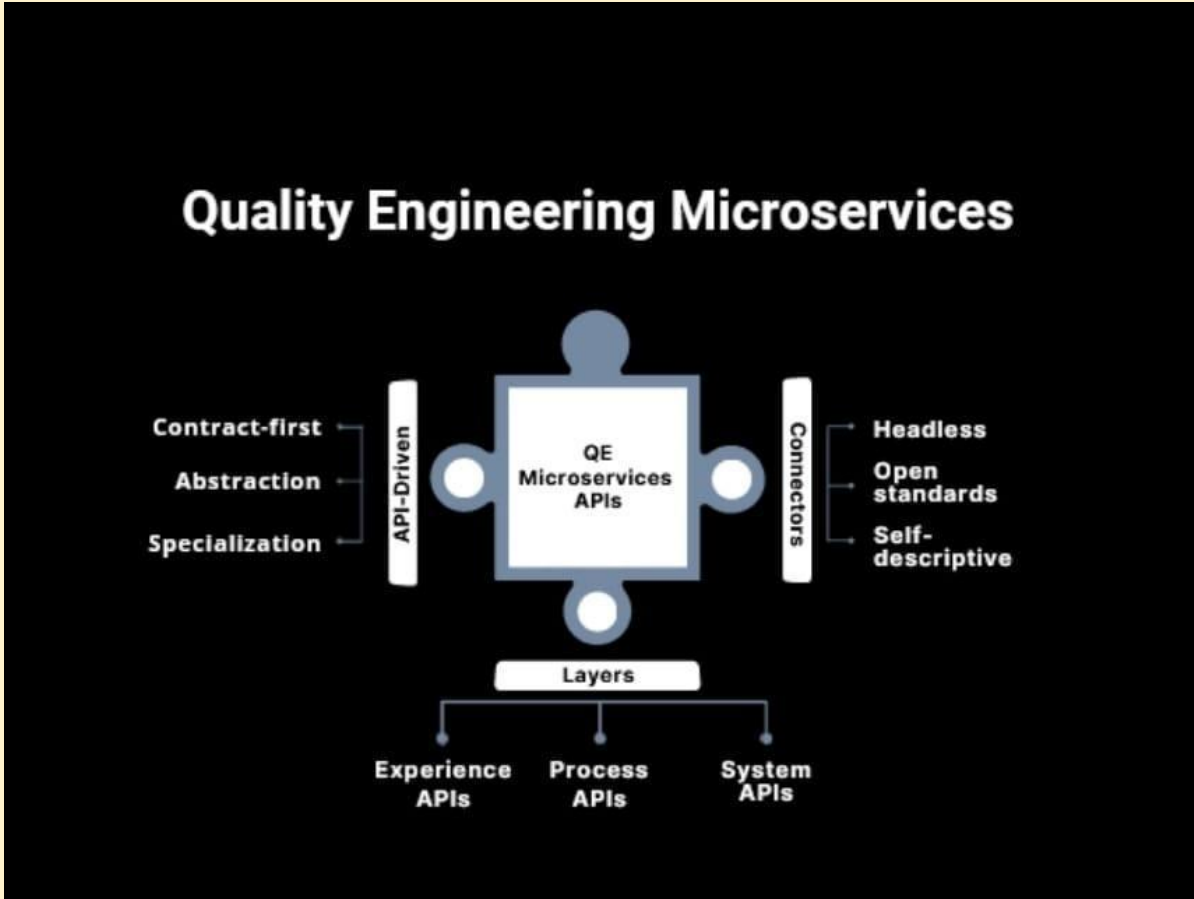 Quality Engineering Microservices
Contract-first
Abstraction
Specialization
API-Driven
QE
Microservices
APIs
Connectors
Headless
Open
standards
Self-
descriptive
Layers
Experience
APIs
Process
APIs
System
APIs